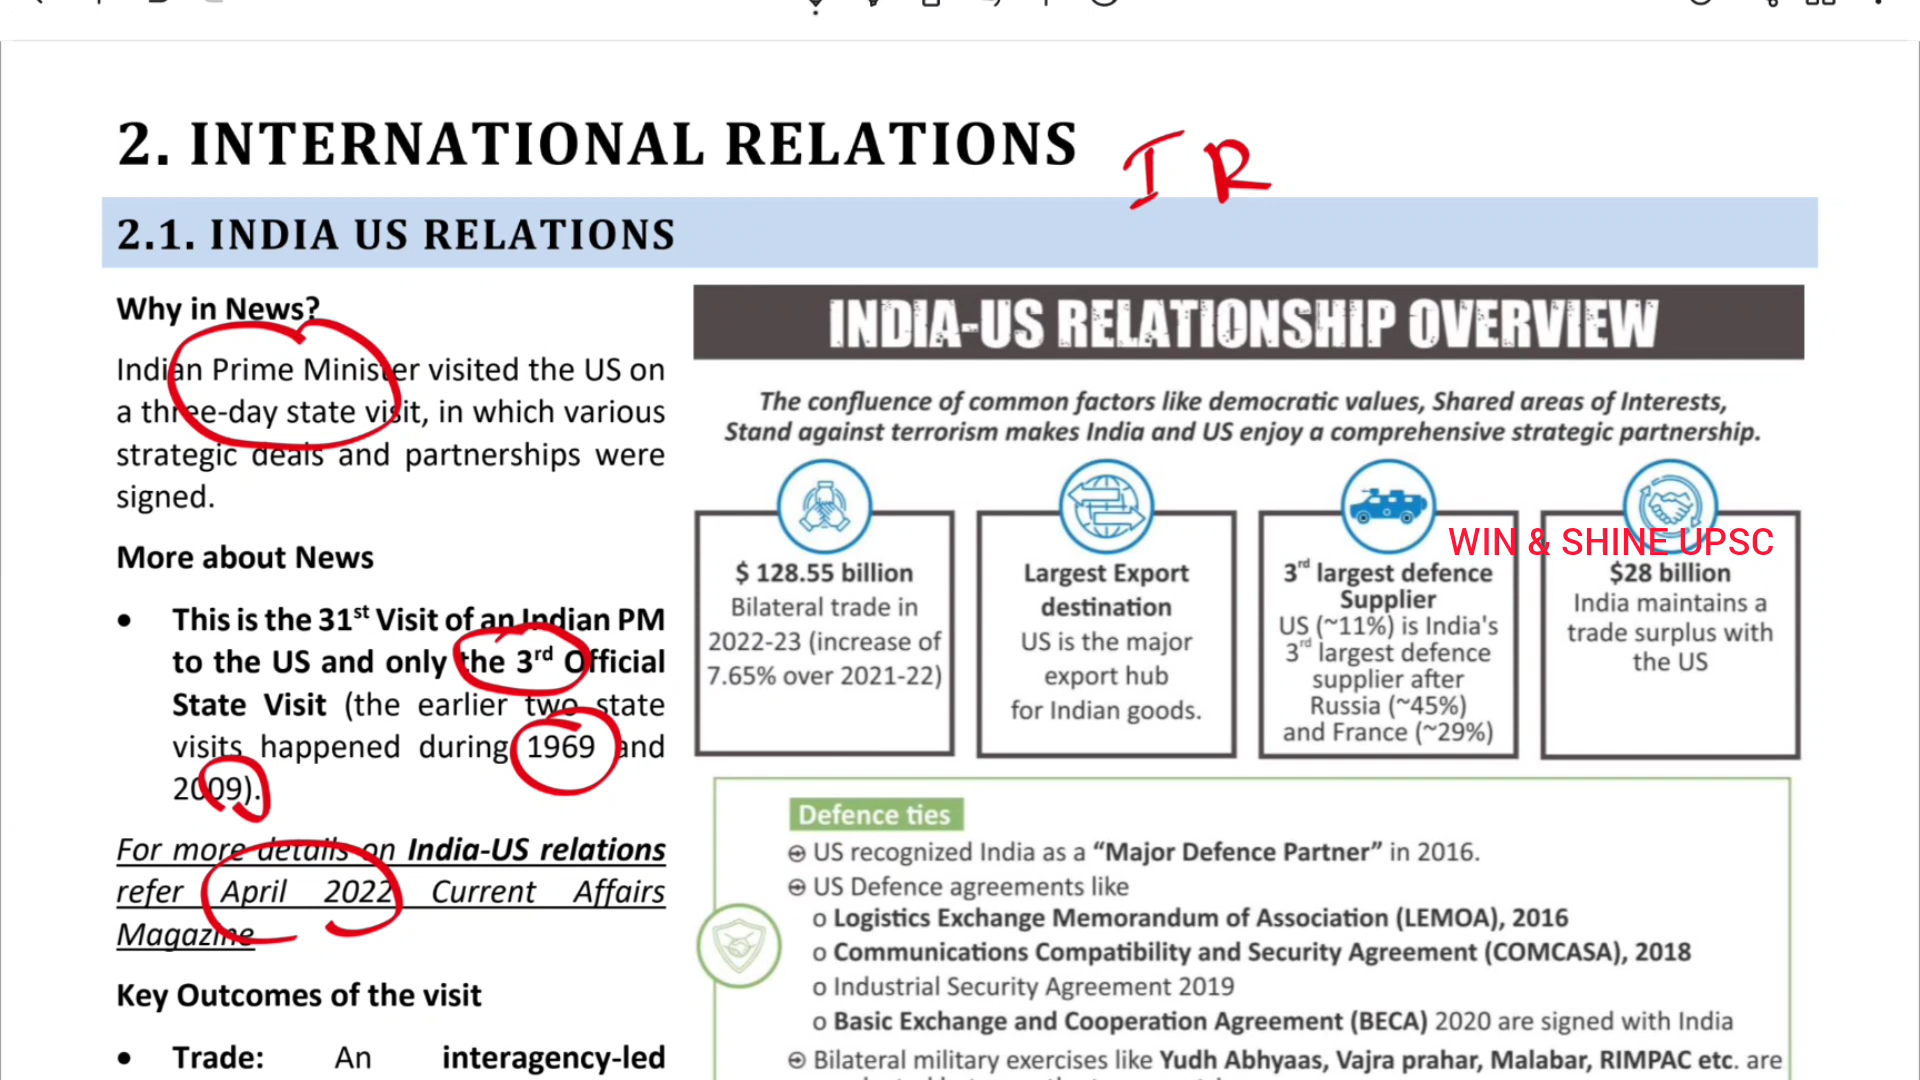 2. INTERNATIONAL RELATIONS
I R
2.1. INDIA US RELATIONS
Why in News?
Indian Prime Minister visited the US on
a three-day state visit, in which various
strategic deals and partnerships were
signed.
More about News
• This is the 31st Visit of an Indian PM
to the US and only the 3rd Official
State Visit (the earlier two state
visits happened during 1969 and
2009).
For more details on India-US relations
refer April 2022 Current Affairs
Magazine
Key Outcomes of the visit
• Trade: An interagency-led
INDIA-US RELATIONSHIP OVERVIEW
The confluence of common factors like democratic values, Shared areas of Interests,
Stand against terrorism makes India and US enjoy a comprehensive strategic partnership.
$ 128.55 billion
Bilateral trade in
2022-23 (increase of
7.65% over 2021-22)
Largest Export
destination
US is the major
export hub
for Indian goods.
3rd largest defence
Supplier
US (~11%) is India's
3rd largest defence
supplier after
Russia (~45%)
and France (~29%)
WIN & SHINE UPSC
$28 billion
India maintains a
trade surplus with
the US
Defence ties
US recognized India as a “Major Defence Partner” in 2016.
US Defence agreements like
o Logistics Exchange Memorandum of Association (LEMOA), 2016
o Communications Compatibility and Security Agreement (COMCASA), 2018
o Industrial Security Agreement 2019
o Basic Exchange and Cooperation Agreement (BECA) 2020 are signed with India
Bilateral military exercises like Yudh Abhyaas, Vajra prahar, Malabar, RIMPAC etc. are